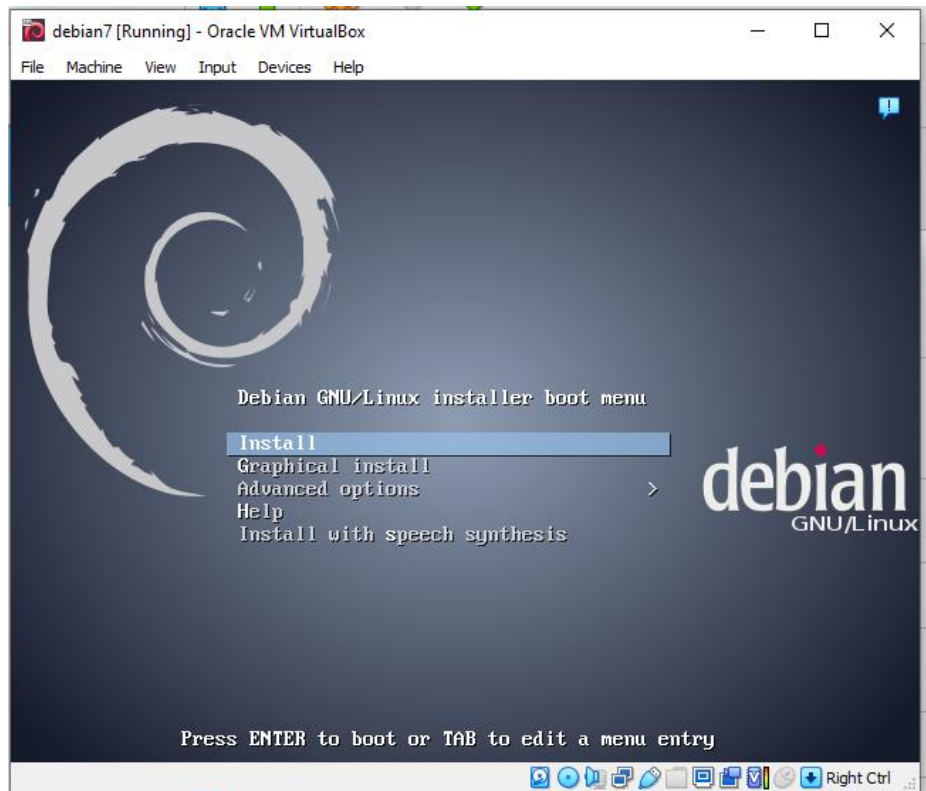 debian7 [Running] - Oracle VM VirtualBox
File Machine View Input Devices Help
Debian GNU/Linux installer boot menu
Install
Graphical install
Advanced options >
Help
Install with speech synthesis
debian
GNU/Linux
Press ENTER to boot or TAB to edit a menu entry
Right Ctrl